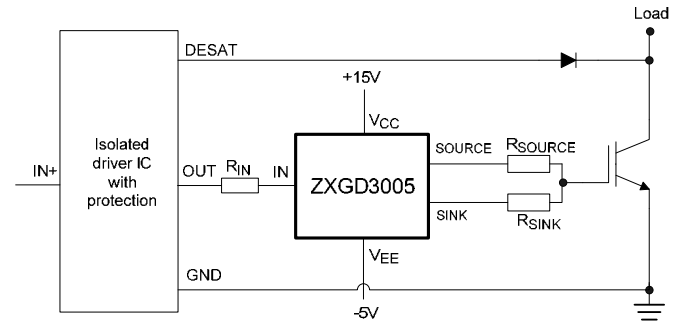 Load
DESAT
+15V
VCC
Isolated
driver IC
with
protection
IN+
OUT
RIN
IN
ZXGD3005
SOURCE
RSOURCE
SINK
RSINK
VEE
GND
-5V